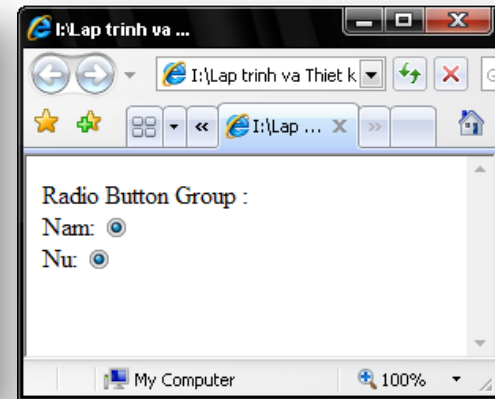 I:\Lap trinh va ...
I:\Lap trinh va Thiet k
I:\Lap ...
Radio Button Group :
Nam:
Nu:
My Computer
100%